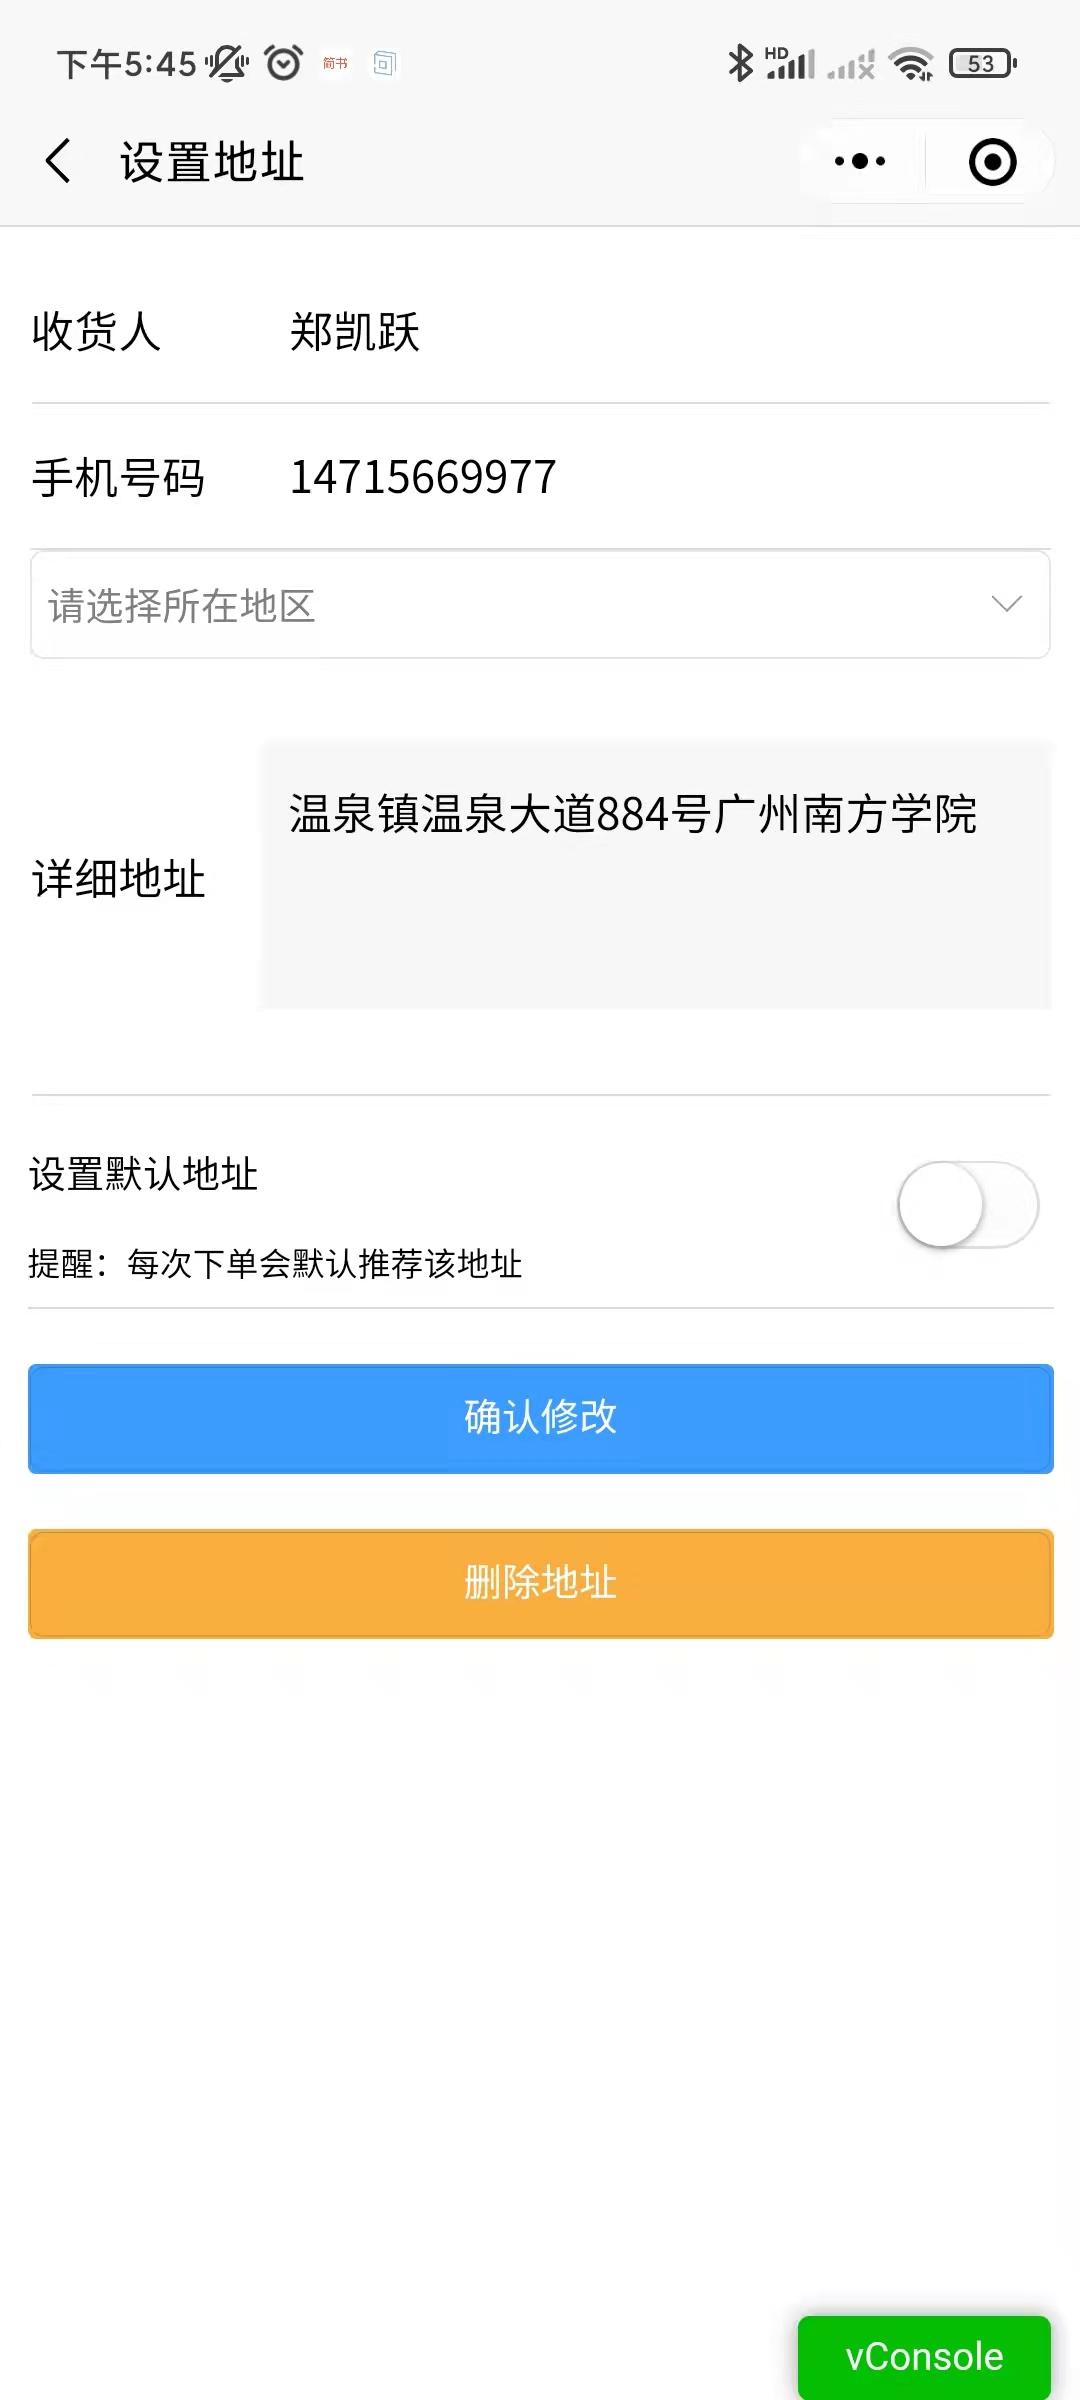 下午5:45 简书 HD 53
设置地址
收货人 郑凯跃
手机号码 14715669977
请选择所在地区
温泉镇温泉大道884号广州南方学院
详细地址
设置默认地址
提醒：每次下单会默认推荐该地址
确认修改
删除地址
vConsole